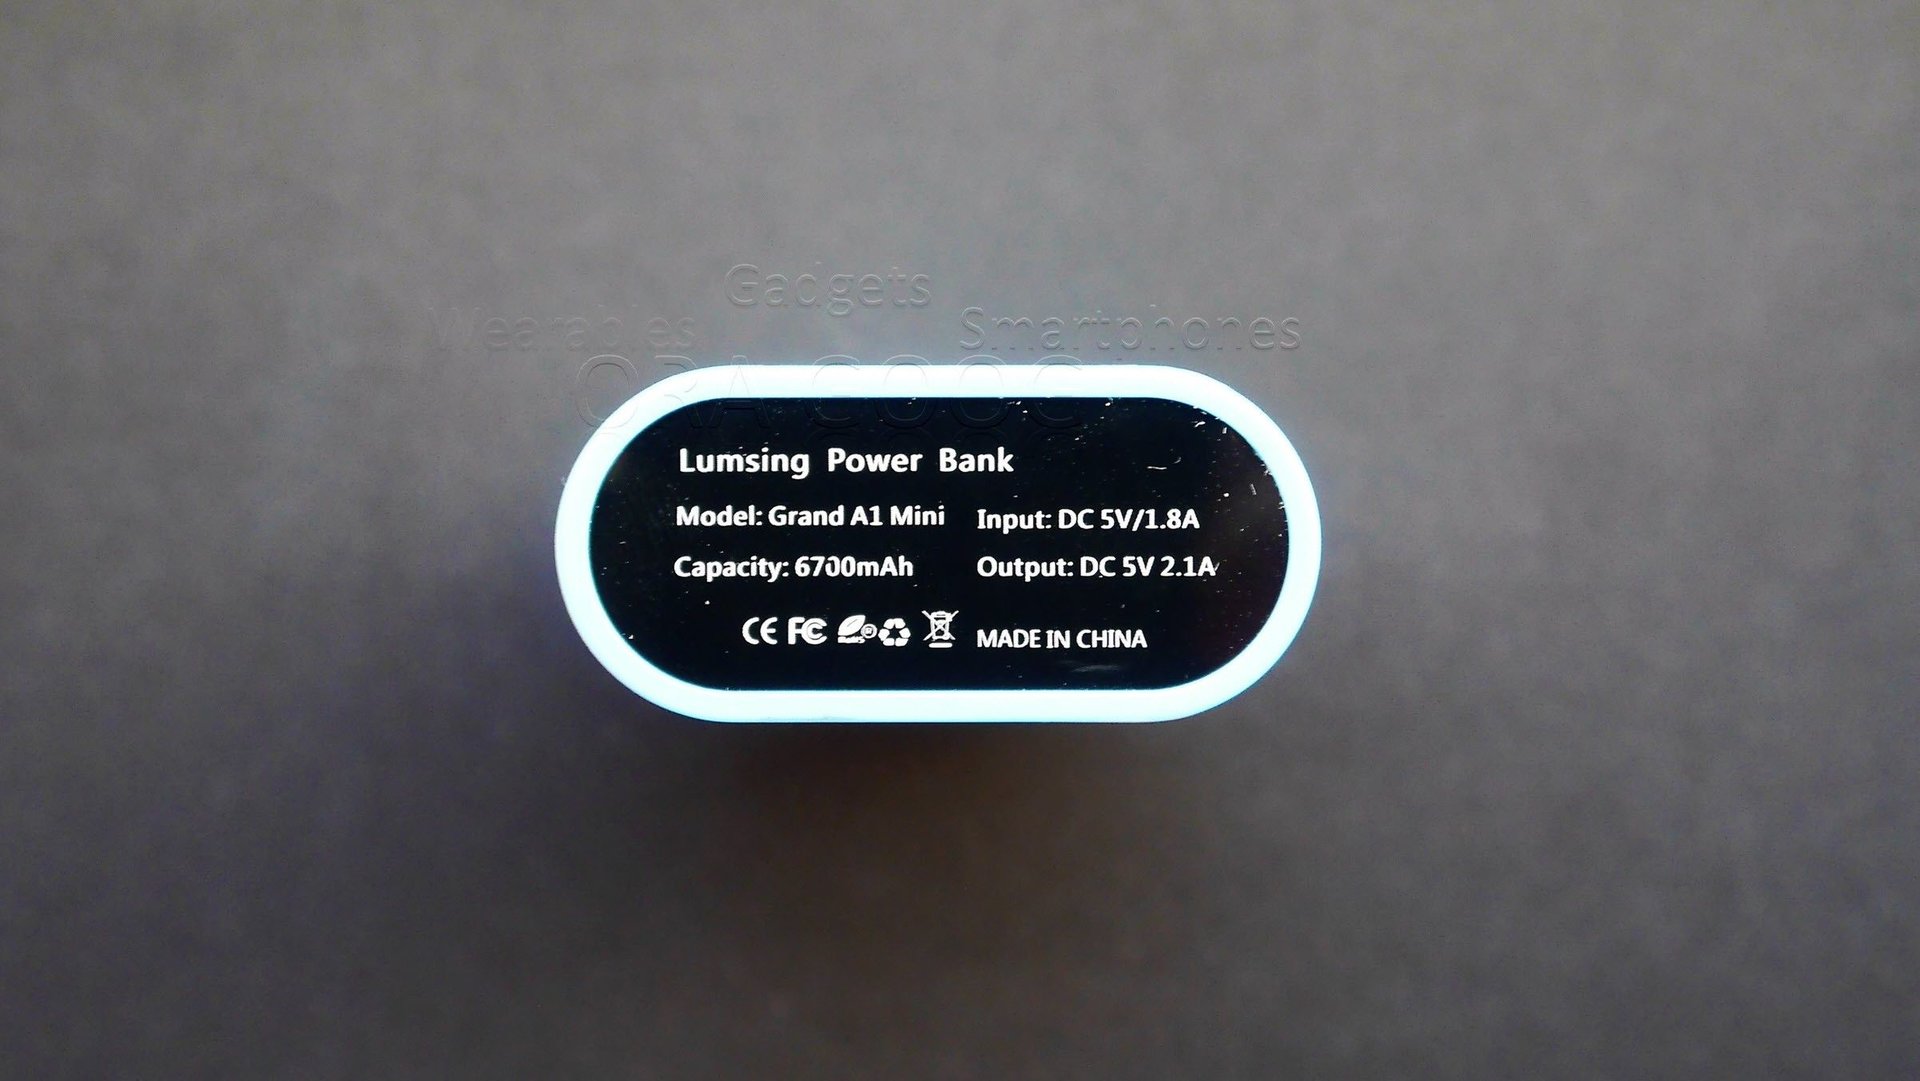 Gadgets
Wearables Smartphones
Lumsing Power Bank
Model: Grand A1 Mini Input: DC 5V/1.8A
Capacity: 6700mAh Output: DC 5V 2.1A
CE FC MADE IN CHINA